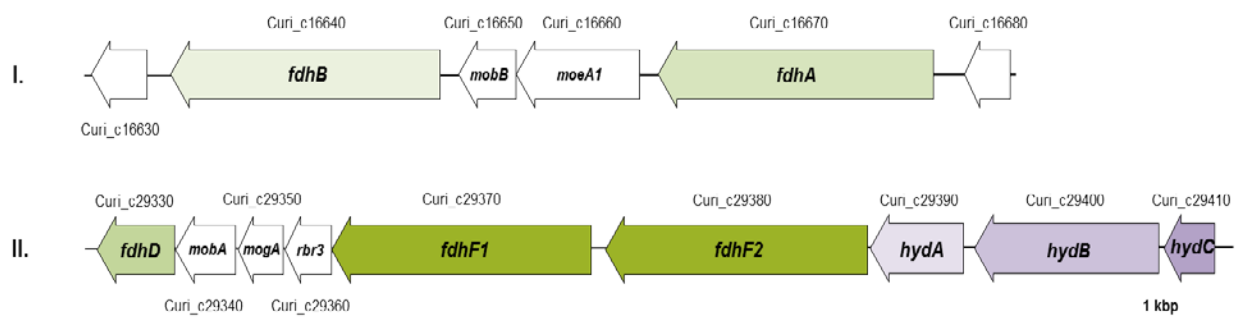 Curi_c16640 Curi_c16650 Curi_c16660 Curi_c16670 Curi_c16680
I. fdhB mobB moeA1 fdhA
Curi_c16630
Curi_c29330 Curi_c29350 Curi_c29370 Curi_c29380 Curi_c29390 Curi_c29400 Curi_c29410
II. fdhD mobA mogA rbr3 fdhF1 fdhF2 hydA hydB hydC
Curi_c29340 Curi_c29360 1 kbp